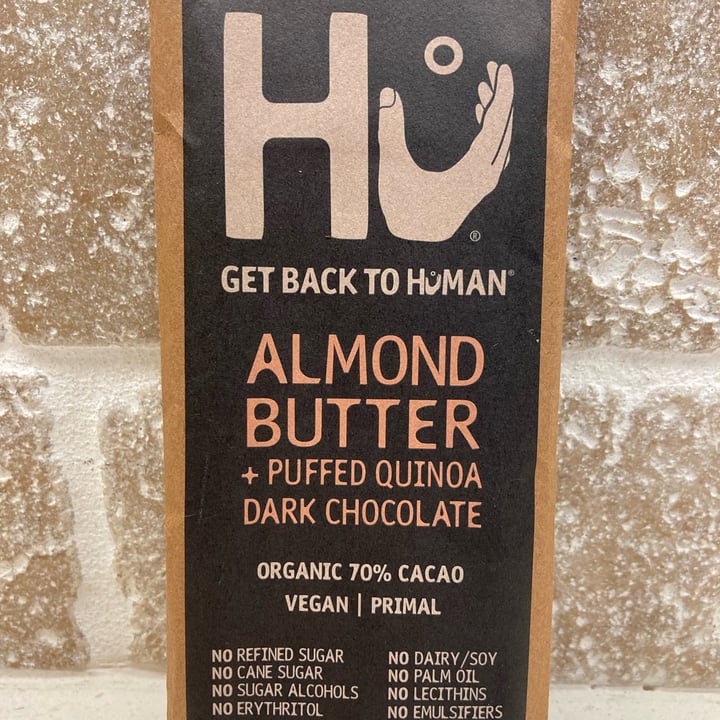 HU
®
GET BACK TO HUMAN®
ALMOND
BUTTER
+ PUFFED QUINOA
DARK CHOCOLATE
ORGANIC 70% CACAO
VEGAN | PRIMAL
NO REFINED SUGAR
NO CANE SUGAR
NO SUGAR ALCOHOLS
NO ERYTHRITOL
NO DAIRY/SOY
NO PALM OIL
NO LECITHINS
NO EMULSIFIERS